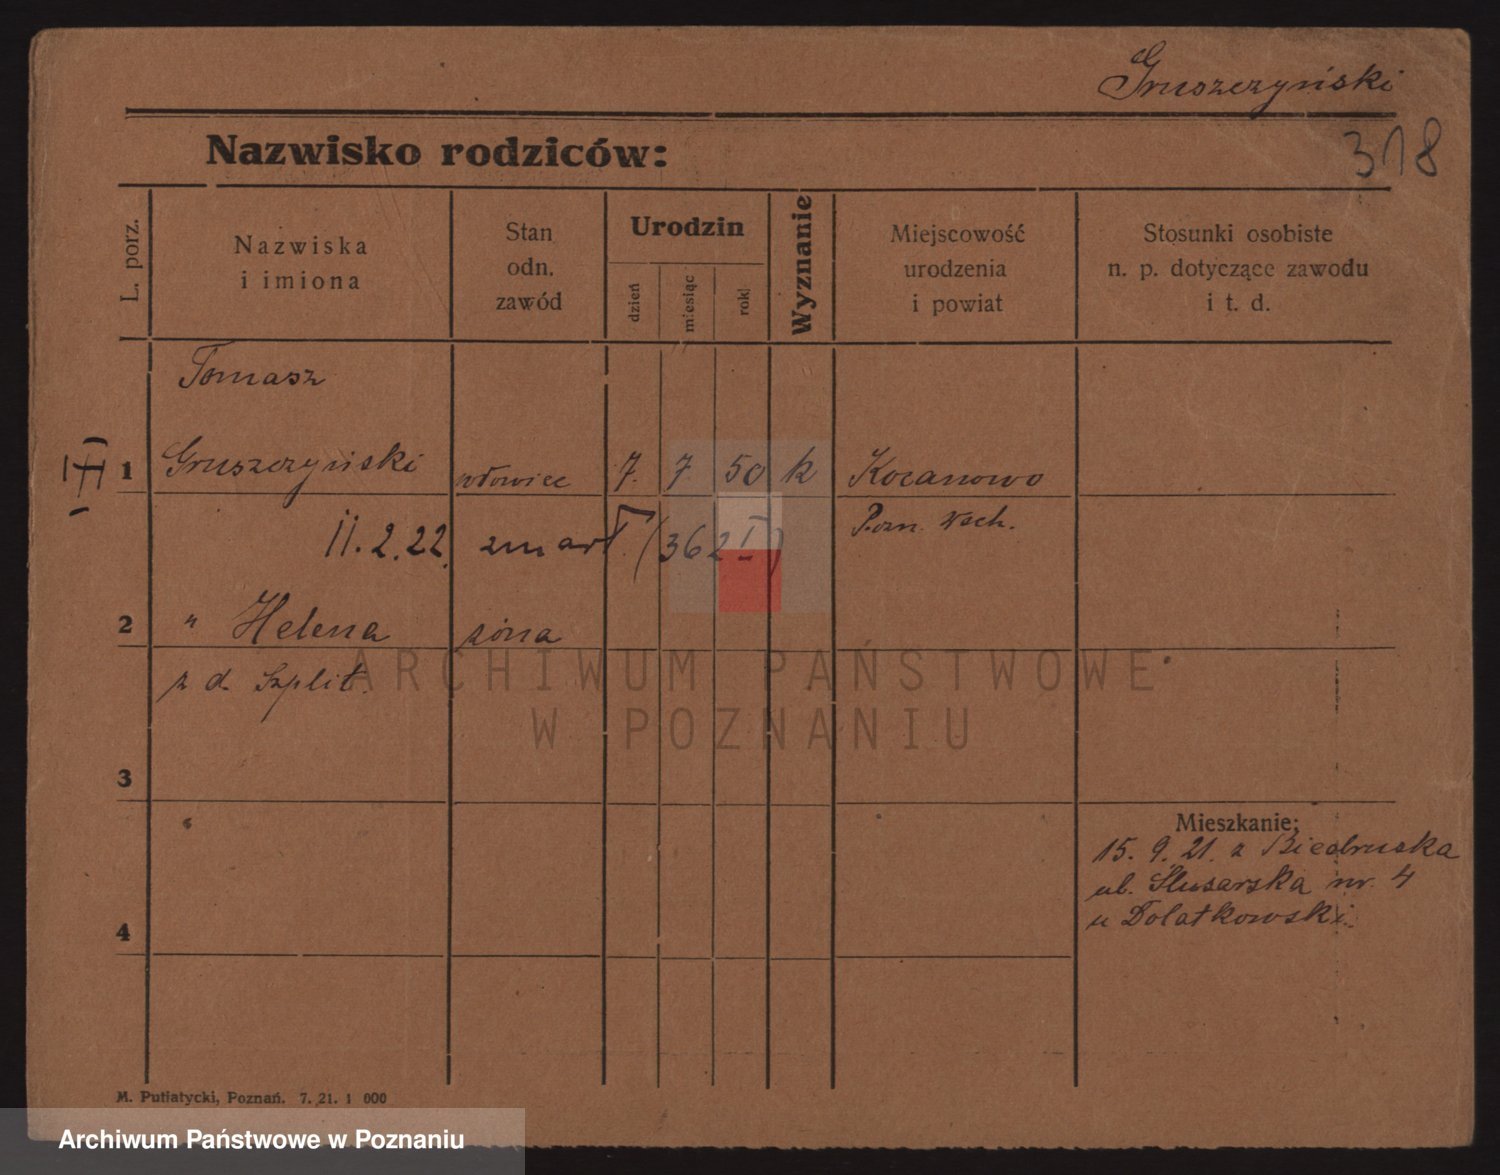 Gruszczyński
318
Nazwisko rodziców:
L. porz.
Nazwiska
i imiona
Stan
odn.
zawód
Urodzin
dzień
miesiąc
rok
Wyznanie
Miejscowość
urodzenia
i powiat
Stosunki osobiste
n. p. dotyczące zawodu
i t. d.
Tomasz
III 1 Gruszczyński wdowiec 7. 7. 50 k Kocanowo
Pozn. Wsch.
11.2.22. zmarł. (362 I)
2 " Helena żona
z d. Szplit.
ARCHIWUM PAŃSTWOWE
W POZNANIU
3
Mieszkanie:
15. 9. 21. z Biedruska
ul. Ślusarska nr. 4
u Dolatkowski.
4
M. Putiatycki, Poznań. 7. 21. 1 000
Archiwum Państwowe w Poznaniu